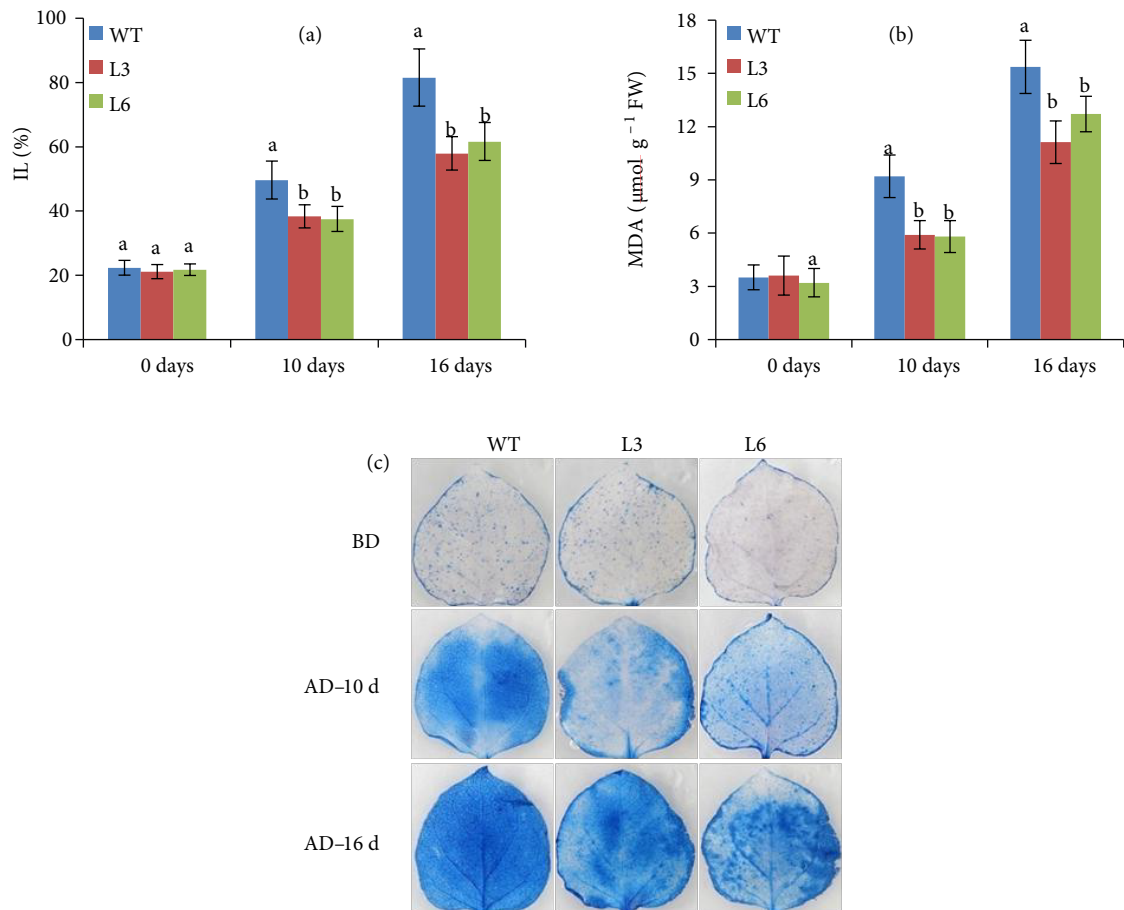 100
80
60
40
20
0
IL (%)
WT
L3
L6
(a)
a a a
a b b
a b b
0 days 10 days 16 days
18
15
12
9
6
3
0
MDA (µmol g⁻¹ FW)
WT
L3
L6
(b)
a
a b b
a b b
0 days 10 days 16 days
(c)
WT L3 L6
BD
AD–10 d
AD–16 d